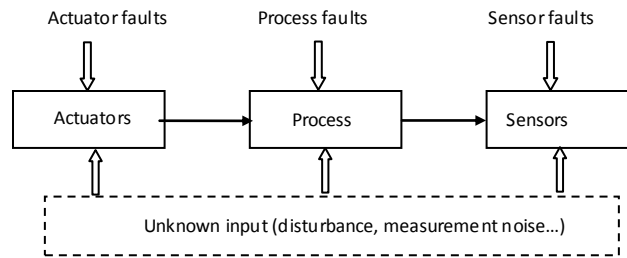 Actuator faults
Process faults
Sensor faults
Actuators
Process
Sensors
Unknown input (disturbance, measurement noise...)